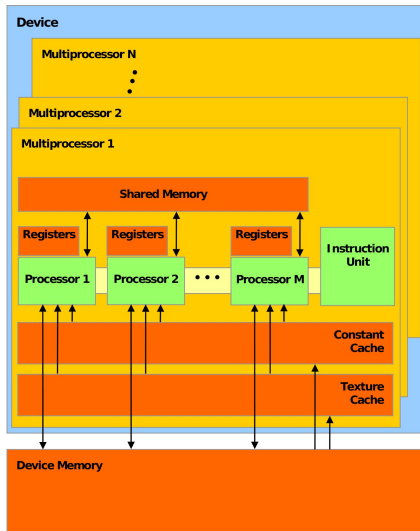 Device
Multiprocessor N
Multiprocessor 2
Multiprocessor 1
Shared Memory
Registers
Registers
Registers
Instruction
Unit
Processor 1
Processor 2
Processor M
Constant
Cache
Texture
Cache
Device Memory